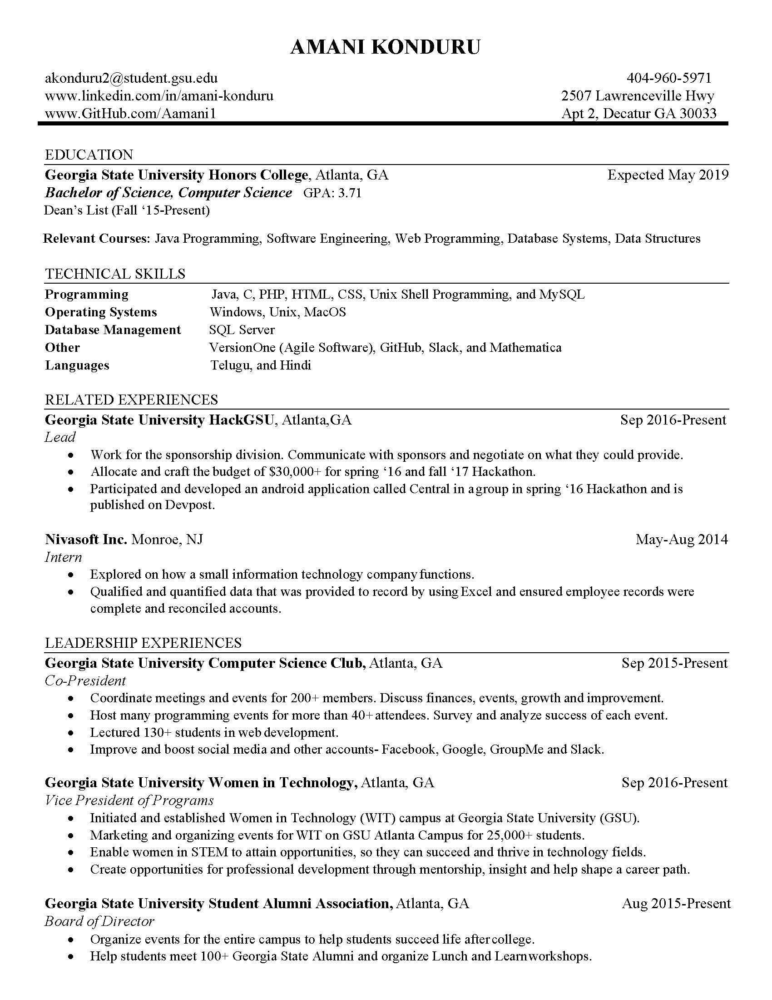 AMANI KONDURU
akonduru2@student.gsu.edu 404-960-5971
www.linkedin.com/in/amani-konduru 2507 Lawrenceville Hwy
www.GitHub.com/Aamani1 Apt 2, Decatur GA 30033
EDUCATION
Georgia State University Honors College, Atlanta, GA Expected May 2019
Bachelor of Science, Computer Science GPA: 3.71
Dean's List (Fall ‘15-Present)
Relevant Courses: Java Programming, Software Engineering, Web Programming, Database Systems, Data Structures
TECHNICAL SKILLS
Programming Java, C, PHP, HTML, CSS, Unix Shell Programming, and MySQL
Operating Systems Windows, Unix, MacOS
Database Management SQL Server
Other VersionOne (Agile Software), GitHub, Slack, and Mathematica
Languages Telugu, and Hindi
RELATED EXPERIENCES
Georgia State University HackGSU, Atlanta,GA Sep 2016-Present
Lead
• Work for the sponsorship division. Communicate with sponsors and negotiate on what they could provide.
• Allocate and craft the budget of $30,000+ for spring ‘16 and fall ‘17 Hackathon.
• Participated and developed an android application called Central in a group in spring ‘16 Hackathon and is
published on Devpost.
Nivasoft Inc. Monroe, NJ May-Aug 2014
Intern
• Explored on how a small information technology company functions.
• Qualified and quantified data that was provided to record by using Excel and ensured employee records were
complete and reconciled accounts.
LEADERSHIP EXPERIENCES
Georgia State University Computer Science Club, Atlanta, GA Sep 2015-Present
Co-President
• Coordinate meetings and events for 200+ members. Discuss finances, events, growth and improvement.
• Host many programming events for more than 40+ attendees. Survey and analyze success of each event.
• Lectured 130+ students in web development.
• Improve and boost social media and other accounts- Facebook, Google, GroupMe and Slack.
Georgia State University Women in Technology, Atlanta, GA Sep 2016-Present
Vice President of Programs
• Initiated and established Women in Technology (WIT) campus at Georgia State University (GSU).
• Marketing and organizing events for WIT on GSU Atlanta Campus for 25,000+ students.
• Enable women in STEM to attain opportunities, so they can succeed and thrive in technology fields.
• Create opportunities for professional development through mentorship, insight and help shape a career path.
Georgia State University Student Alumni Association, Atlanta, GA Aug 2015-Present
Board of Director
• Organize events for the entire campus to help students succeed life after college.
• Help students meet 100+ Georgia State Alumni and organize Lunch and Learn workshops.